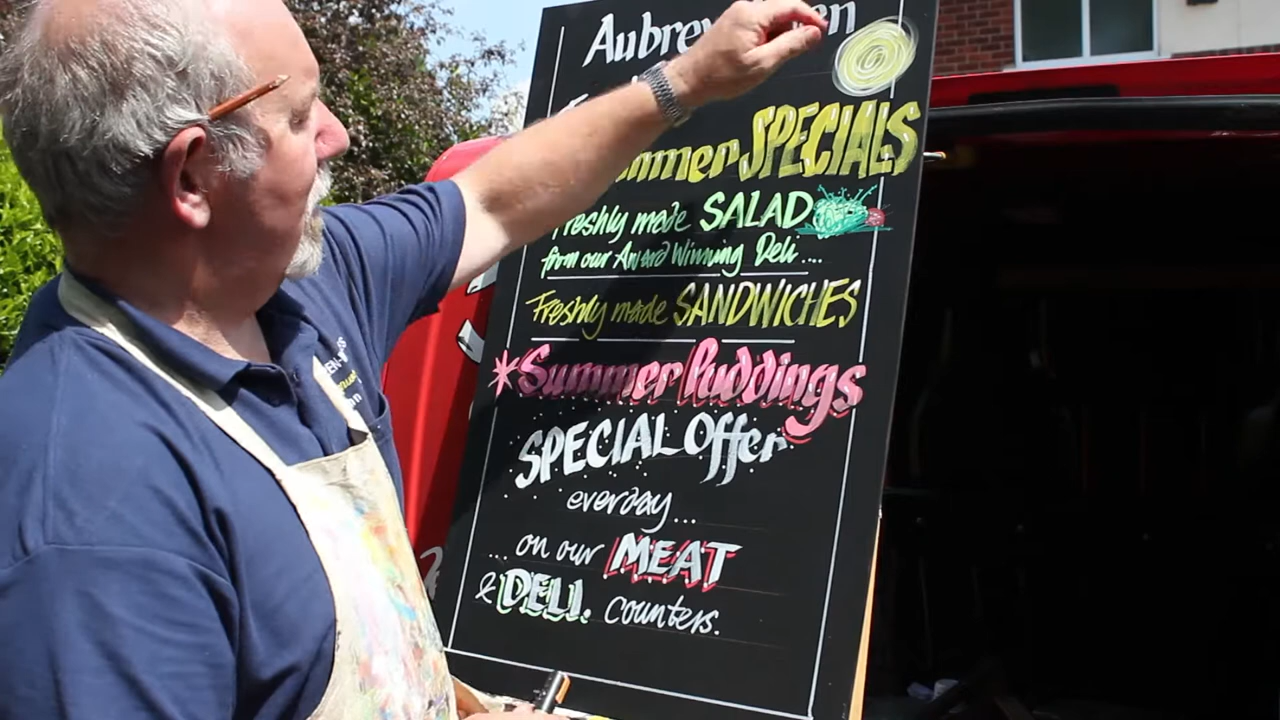 Freshly made SALAD
from our Award Winning Deli....
Freshly made SANDWICHES
*Summer Puddings
SPECIAL Offer
everday...
... on our MEAT
& DELI. counters.
SPECIALS